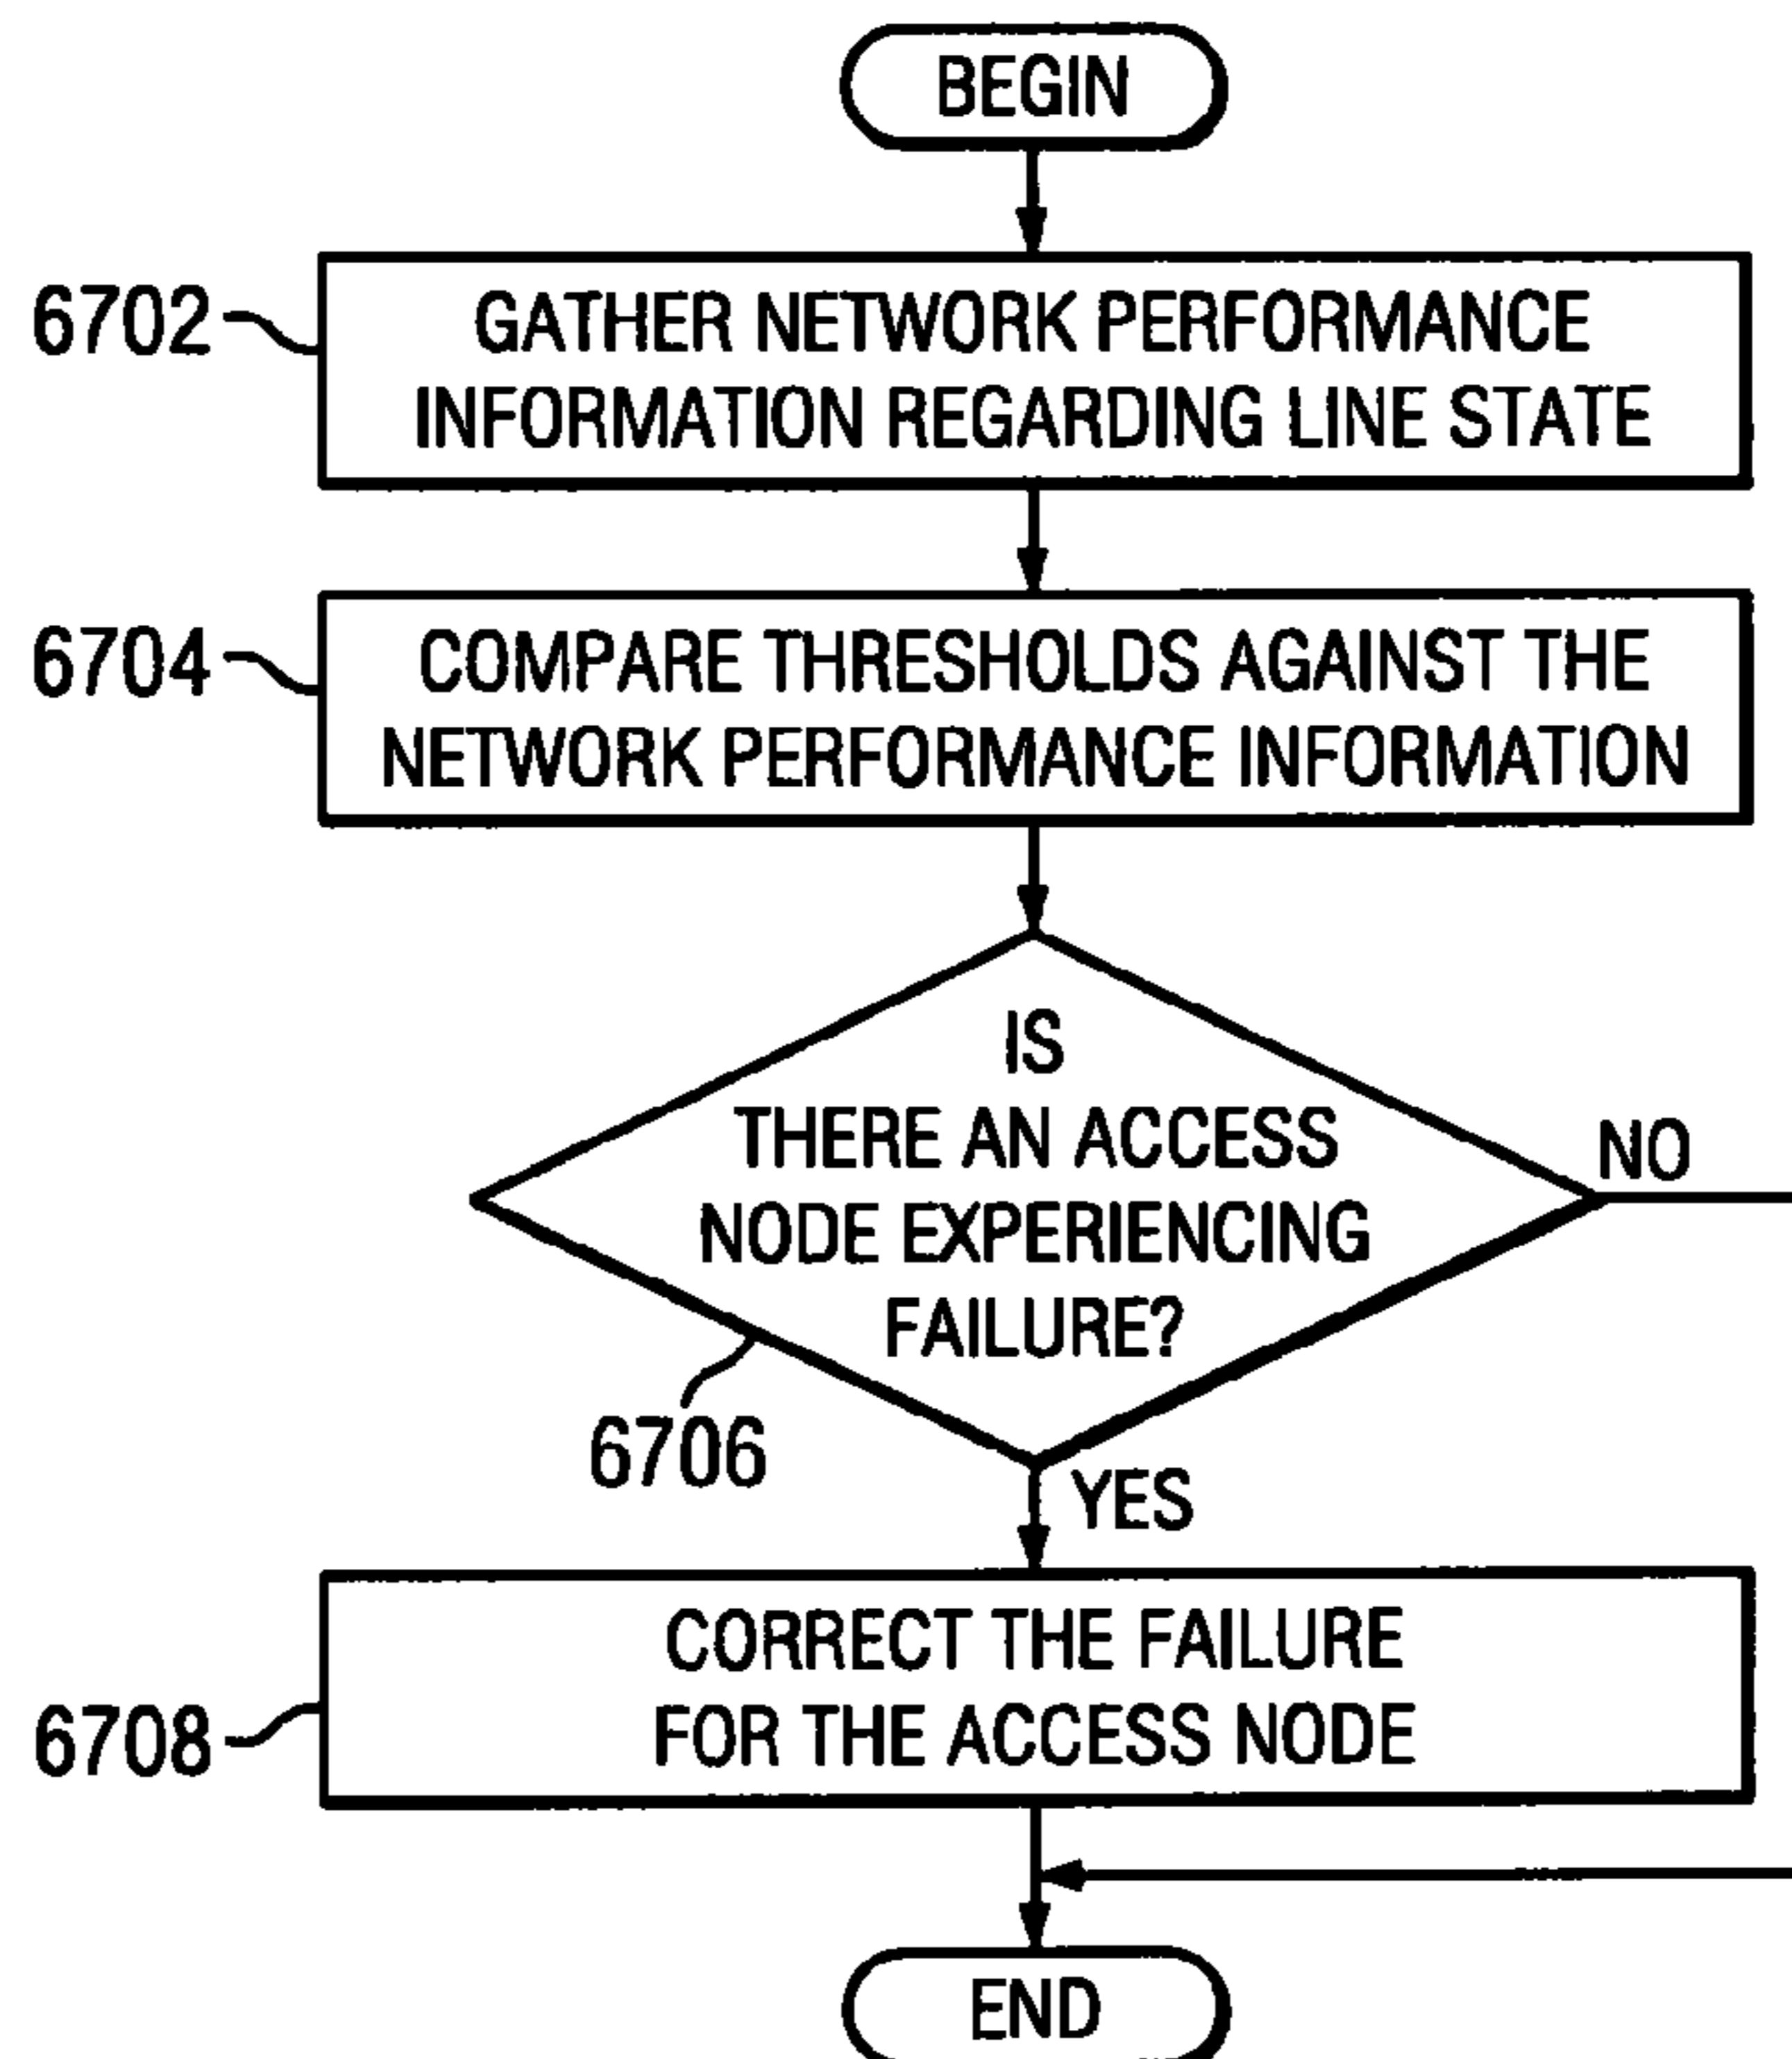 BEGIN
6702
GATHER NETWORK PERFORMANCE
INFORMATION REGARDING LINE STATE
6704
COMPARE THRESHOLDS AGAINST THE
NETWORK PERFORMANCE INFORMATION
IS
THERE AN ACCESS
NODE EXPERIENCING
FAILURE?
NO
6706
YES
CORRECT THE FAILURE
FOR THE ACCESS NODE
6708
END